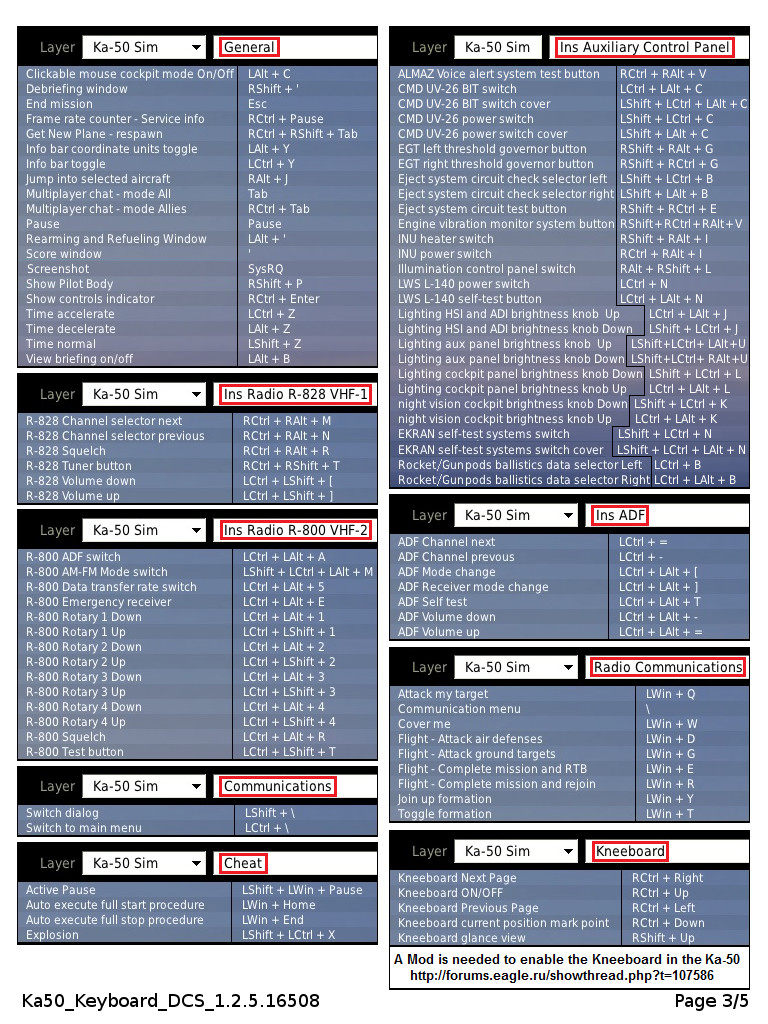 Layer Ka-50 Sim General
Clickable mouse cockpit mode On/Off LAlt + C
Debriefing window RShift + '
End mission Esc
Frame rate counter - Service info RCtrl + Pause
Get New Plane - respawn RCtrl + RShift + Tab
Info bar coordinate units toggle LAlt + Y
Info bar toggle LCtrl + Y
Jump into selected aircraft RAlt + J
Multiplayer chat - mode All Tab
Multiplayer chat - mode Allies RCtrl + Tab
Pause Pause
Rearming and Refueling Window LAlt + '
Score window '
Screenshot SysRQ
Show Pilot Body RShift + P
Show controls indicator RCtrl + Enter
Time accelerate LCtrl + Z
Time decelerate LAlt + Z
Time normal LShift + Z
View briefing on/off LAlt + B
Layer Ka-50 Sim Ins Radio R-828 VHF-1
R-828 Channel selector next RCtrl + RAlt + M
R-828 Channel selector previous RCtrl + RAlt + N
R-828 Squelch RCtrl + RAlt + R
R-828 Tuner button RCtrl + RShift + T
R-828 Volume down LCtrl + LShift + [
R-828 Volume up LCtrl + LShift + ]
Layer Ka-50 Sim Ins Radio R-800 VHF-2
R-800 ADF switch LCtrl + LAlt + A
R-800 AM-FM Mode switch LShift + LCtrl + LAlt + M
R-800 Data transfer rate switch LCtrl + LAlt + 5
R-800 Emergency receiver LCtrl + LAlt + E
R-800 Rotary 1 Down LCtrl + LAlt + 1
R-800 Rotary 1 Up LCtrl + LShift + 1
R-800 Rotary 2 Down LCtrl + LAlt + 2
R-800 Rotary 2 Up LCtrl + LShift + 2
R-800 Rotary 3 Down LCtrl + LAlt + 3
R-800 Rotary 3 Up LCtrl + LShift + 3
R-800 Rotary 4 Down LCtrl + LAlt + 4
R-800 Rotary 4 Up LCtrl + LShift + 4
R-800 Squelch LCtrl + LAlt + R
R-800 Test button LCtrl + LShift + T
Layer Ka-50 Sim Communications
Switch dialog LShift + \
Switch to main menu LCtrl + \
Layer Ka-50 Sim Cheat
Active Pause LShift + LWin + Pause
Auto execute full start procedure LWin + Home
Auto execute full stop procedure LWin + End
Explosion LShift + LCtrl + X
Layer Ka-50 Sim Ins Auxiliary Control Panel
ALMAZ Voice alert system test button RCtrl + RAlt + V
CMD UV-26 BIT switch LCtrl + LAlt + C
CMD UV-26 BIT switch cover LShift + LCtrl + LAlt + C
CMD UV-26 power switch LShift + LCtrl + C
CMD UV-26 power switch cover LShift + LAlt + C
EGT left threshold governor button RShift + RAlt + G
EGT right threshold governor button RShift + RCtrl + G
Eject system circuit check selector left LShift + LCtrl + B
Eject system circuit check selector right LShift + LAlt + B
Eject system circuit test button RShift + RCtrl + E
Engine vibration monitor system button RShift+RCtrl+RAlt+V
INU heater switch RShift + RAlt + I
INU power switch RCtrl + RAlt + I
Illumination control panel switch RAlt + RShift + L
LWS L-140 power switch LCtrl + N
LWS L-140 self-test button LCtrl + LAlt + N
Lighting HSI and ADI brightness knob Up LCtrl + LAlt + J
Lighting HSI and ADI brightness knob Down LShift + LCtrl + J
Lighting aux panel brightness knob Up LShift+LCtrl+ LAlt+U
Lighting aux panel brightness knob Down LShift+LCtrl+ RAlt+U
Lighting cockpit panel brightness knob Down LShift + LCtrl + L
Lighting cockpit panel brightness knob Up LCtrl + LAlt + L
night vision cockpit brightness knob Down LShift + LCtrl + K
night vision cockpit brightness knob Up LCtrl + LAlt + K
EKRAN self-test systems switch LShift + LCtrl + N
EKRAN self-test systems switch cover LShift + LCtrl + LAlt + N
Rocket/Gunpods ballistics data selector Left LCtrl + B
Rocket/Gunpods ballistics data selector Right LCtrl + LAlt + B
Layer Ka-50 Sim Ins ADF
ADF Channel next LCtrl + =
ADF Channel prevous LCtrl + -
ADF Mode change LCtrl + LAlt + [
ADF Receiver mode change LCtrl + LAlt + ]
ADF Self test LCtrl + LAlt + T
ADF Volume down LCtrl + LAlt + -
ADF Volume up LCtrl + LAlt + =
Layer Ka-50 Sim Radio Communications
Attack my target LWin + Q
Communication menu \
Cover me LWin + W
Flight - Attack air defenses LWin + D
Flight - Attack ground targets LWin + G
Flight - Complete mission and RTB LWin + E
Flight - Complete mission and rejoin LWin + R
Join up formation LWin + Y
Toggle formation LWin + T
Layer Ka-50 Sim Kneeboard
Kneeboard Next Page RCtrl + Right
Kneeboard ON/OFF RCtrl + Up
Kneeboard Previous Page RCtrl + Left
Kneeboard current position mark point RCtrl + Down
Kneeboard glance view RShift + Up
A Mod is needed to enable the Kneeboard in the Ka-50
http://forums.eagle.ru/showthread.php?t=107586
Ka50_Keyboard_DCS_1.2.5.16508 Page 3/5